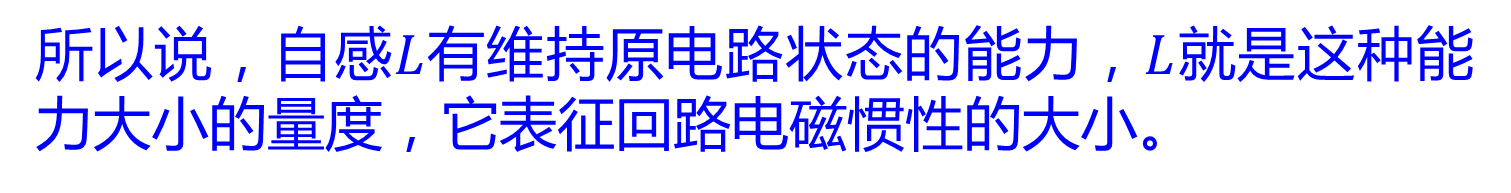 所以说，自感L有维持原电路状态的能力，L就是这种能
力大小的量度，它表征回路电磁惯性的大小。